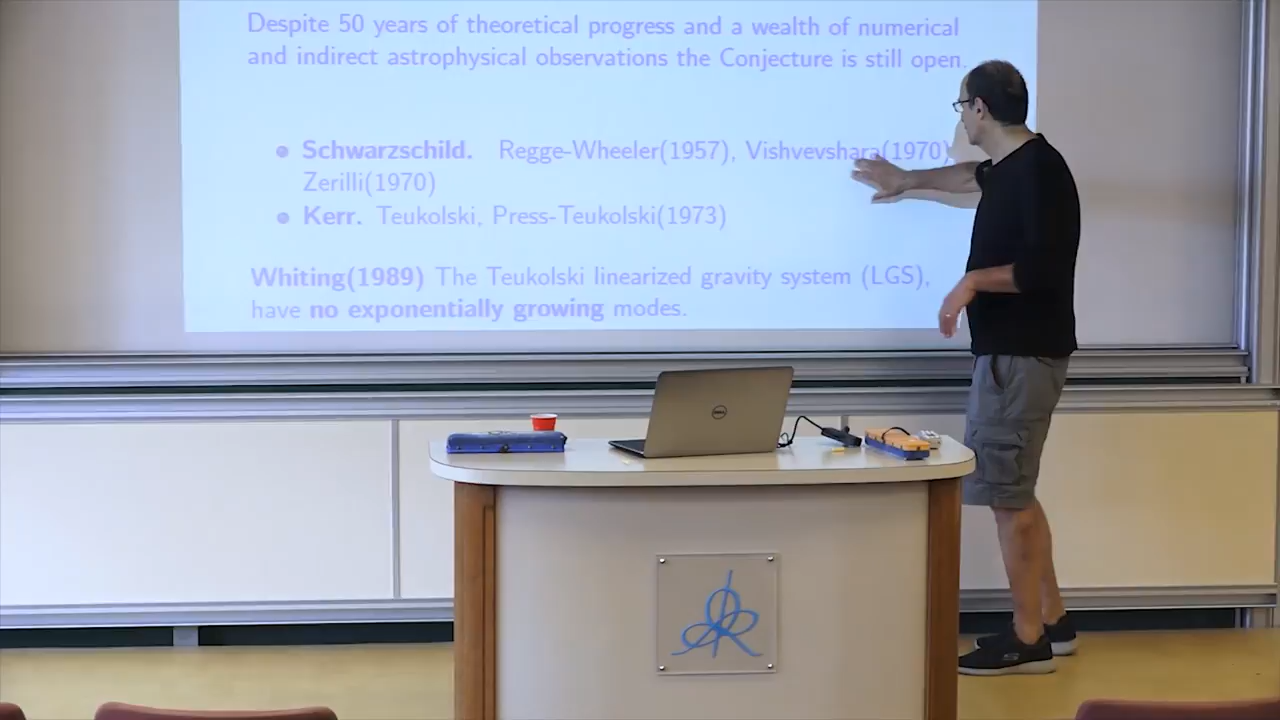 Despite 50 years of theoretical progress and a wealth of numerical
and indirect astrophysical observations the Conjecture is still open.
• Schwarzschild. Regge-Wheeler(1957), Vishvevshara(1970)
Zerilli(1970)
• Kerr. Teukolski, Press-Teukolski(1973)
Whiting(1989) The Teukolski linearized gravity system (LGS),
have no exponentially growing modes.
DELL